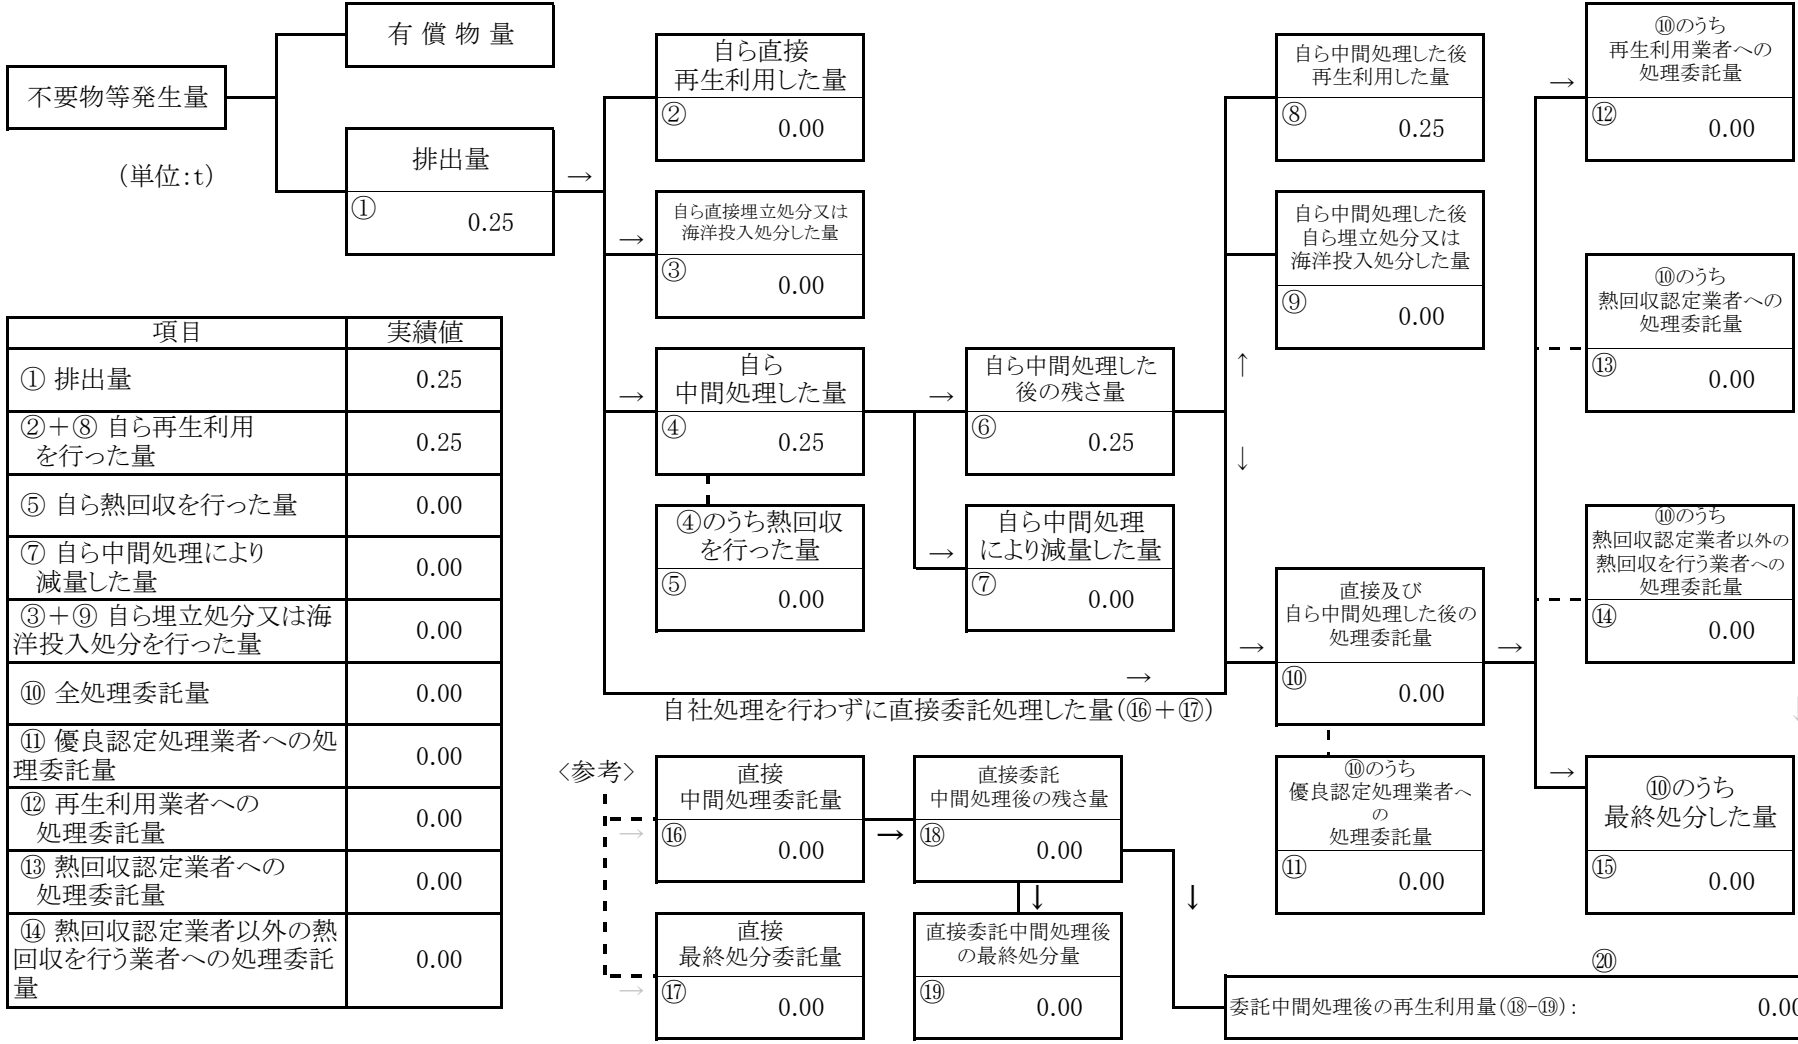 不要物等発生量
(単位:t)
有 償 物 量
排出量
①
0.25
→
自ら直接
再生利用した量
②
0.00
→
自ら直接埋立処分又は
海洋投入処分した量
③
0.00
→
自ら
中間処理した量
④
0.25
④のうち熱回収
を行った量
⑤
0.00
→
自ら中間処理した
後の残さ量
⑥
0.25
→
自ら中間処理
により減量した量
⑦
0.00
自ら中間処理した後
再生利用した量
⑧
0.25
自ら中間処理した後
自ら埋立処分又は
海洋投入処分した量
⑨
0.00
↑
↓
→
自社処理を行わずに直接委託処理した量(⑯+⑰)
→
直接及び
自ら中間処理した後の
処理委託量
⑩
0.00
⑩のうち
優良認定処理業者へ
の
処理委託量
⑪
0.00
→
→
⑩のうち
再生利用業者への
処理委託量
⑫
0.00
⑩のうち
熱回収認定業者への
処理委託量
⑬
0.00
⑩のうち
熱回収認定業者以外の
熱回収を行う業者への
処理委託量
⑭
0.00
→
⑩のうち
最終処分した量
⑮
0.00
項目 実績値
① 排出量 0.25
②+⑧ 自ら再生利用
を行った量
0.25
⑤ 自ら熱回収を行った量 0.00
⑦ 自ら中間処理により
減量した量
0.00
③+⑨ 自ら埋立処分又は海
洋投入処分を行った量
0.00
⑩ 全処理委託量 0.00
⑪ 優良認定処理業者への処
理委託量
0.00
⑫ 再生利用業者への
処理委託量
0.00
⑬ 熱回収認定業者への
処理委託量
0.00
⑭ 熱回収認定業者以外の熱
回収を行う業者への処理委託
量
0.00
<参考>
→
直接
中間処理委託量
⑯
0.00
→
直接委託
中間処理後の残さ量
⑱
0.00
↓
↓
→
直接
最終処分委託量
⑰
0.00
直接委託中間処理後
の最終処分量
⑲
0.00
⑳
委託中間処理後の再生利用量(⑱-⑲):